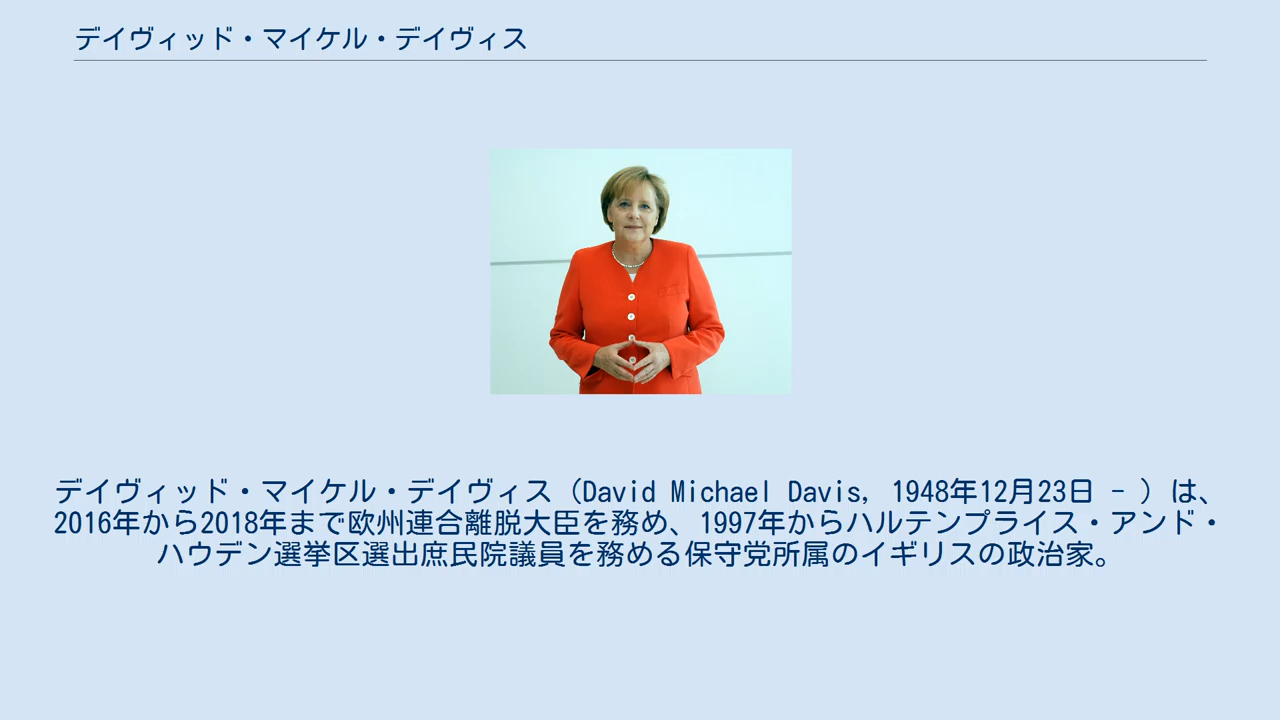 デイヴィッド・マイケル・デイヴィス
デイヴィッド・マイケル・デイヴィス（David Michael Davis, 1948年12月23日 - ）は、
2016年から2018年まで欧州連合離脱大臣を務め、1997年からハルテンプライス・アンド・
ハウデン選挙区選出庶民院議員を務める保守党所属のイギリスの政治家。